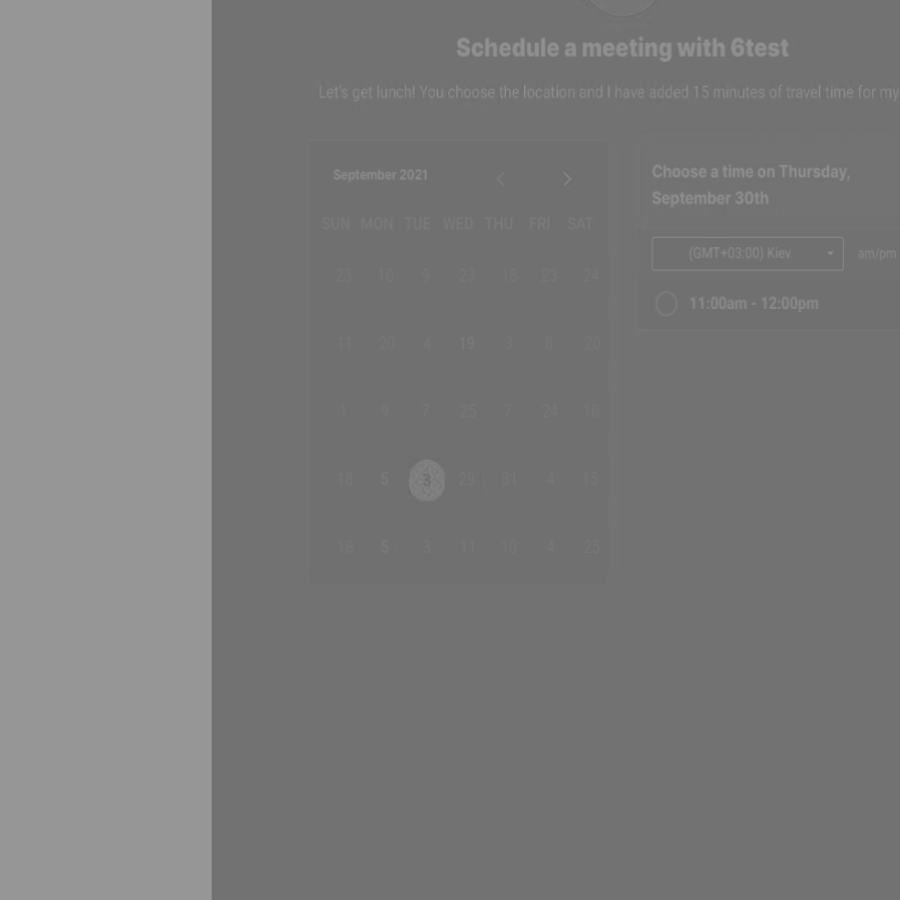 Schedule a meeting with 6test
Let's get lunch! You choose the location and I have added 15 minutes of travel time for my
September 2021
SUN MON TUE WED THU FRI SAT
23 16 9 23 18 23 24
11 20 4 19 3 8 20
1 9 7 25 7 24 16
18 5 3 29 31 4 15
16 5 3 11 10 4 25
Choose a time on Thursday,
September 30th
(GMT+03:00) Kiev am/pm
11:00am - 12:00pm